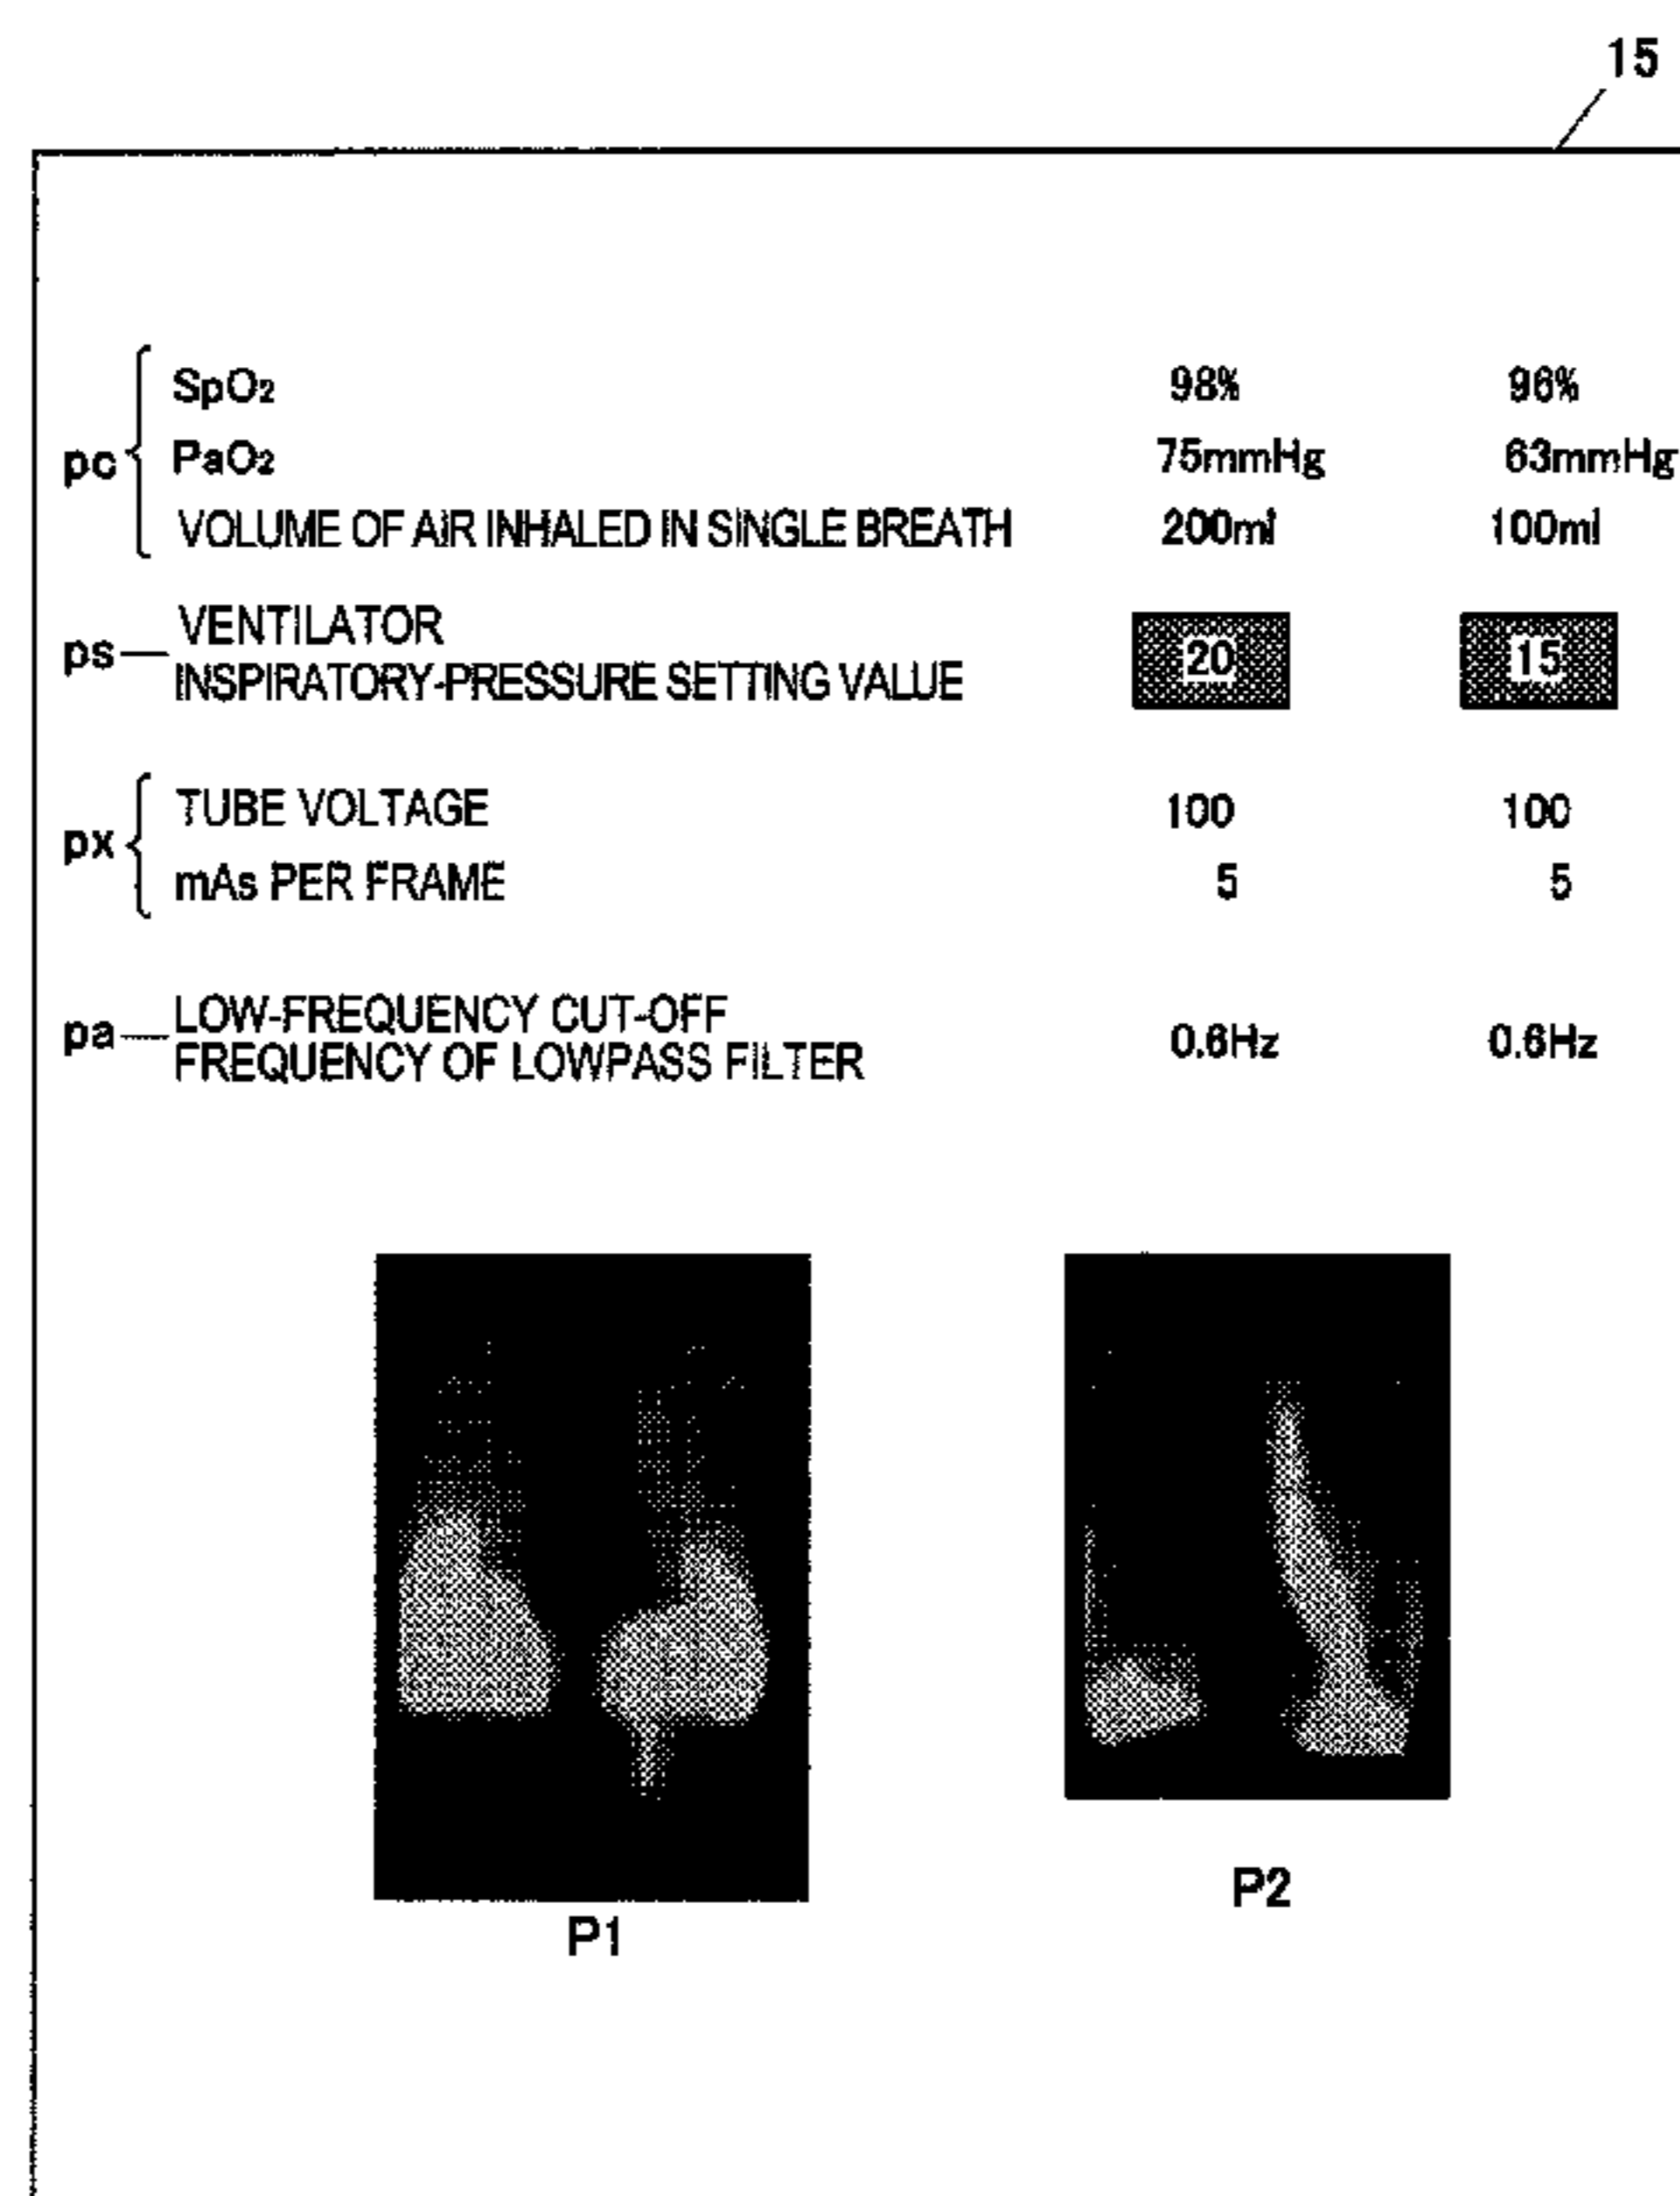 15
pc
SpO2 98% 96%
PaO2 75mmHg 63mmHg
VOLUME OF AIR INHALED IN SINGLE BREATH 200ml 100ml
ps
VENTILATOR
INSPIRATORY-PRESSURE SETTING VALUE 20 15
px
TUBE VOLTAGE 100 100
mAs PER FRAME 5 5
pa
LOW-FREQUENCY CUT-OFF
FREQUENCY OF LOWPASS FILTER 0.6Hz 0.6Hz
P1
P2